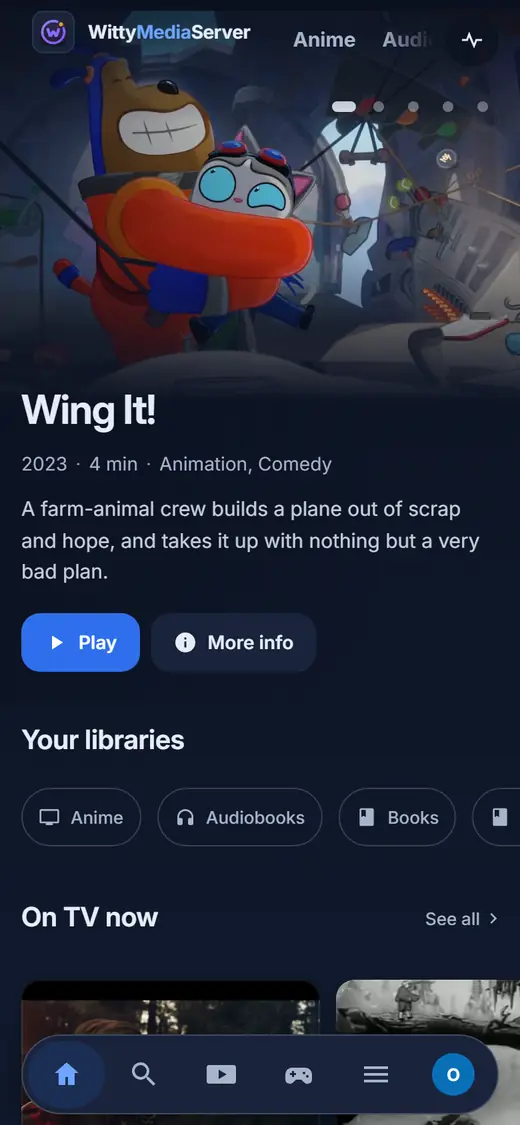 WittyMediaServer
Anime
Wing It!
2023 · 4 min · Animation, Comedy
A farm-animal crew builds a plane out of scrap
and hope, and takes it up with nothing but a very
bad plan.
Play
More info
Your libraries
Anime
Audiobooks
Books
On TV now
See all
O